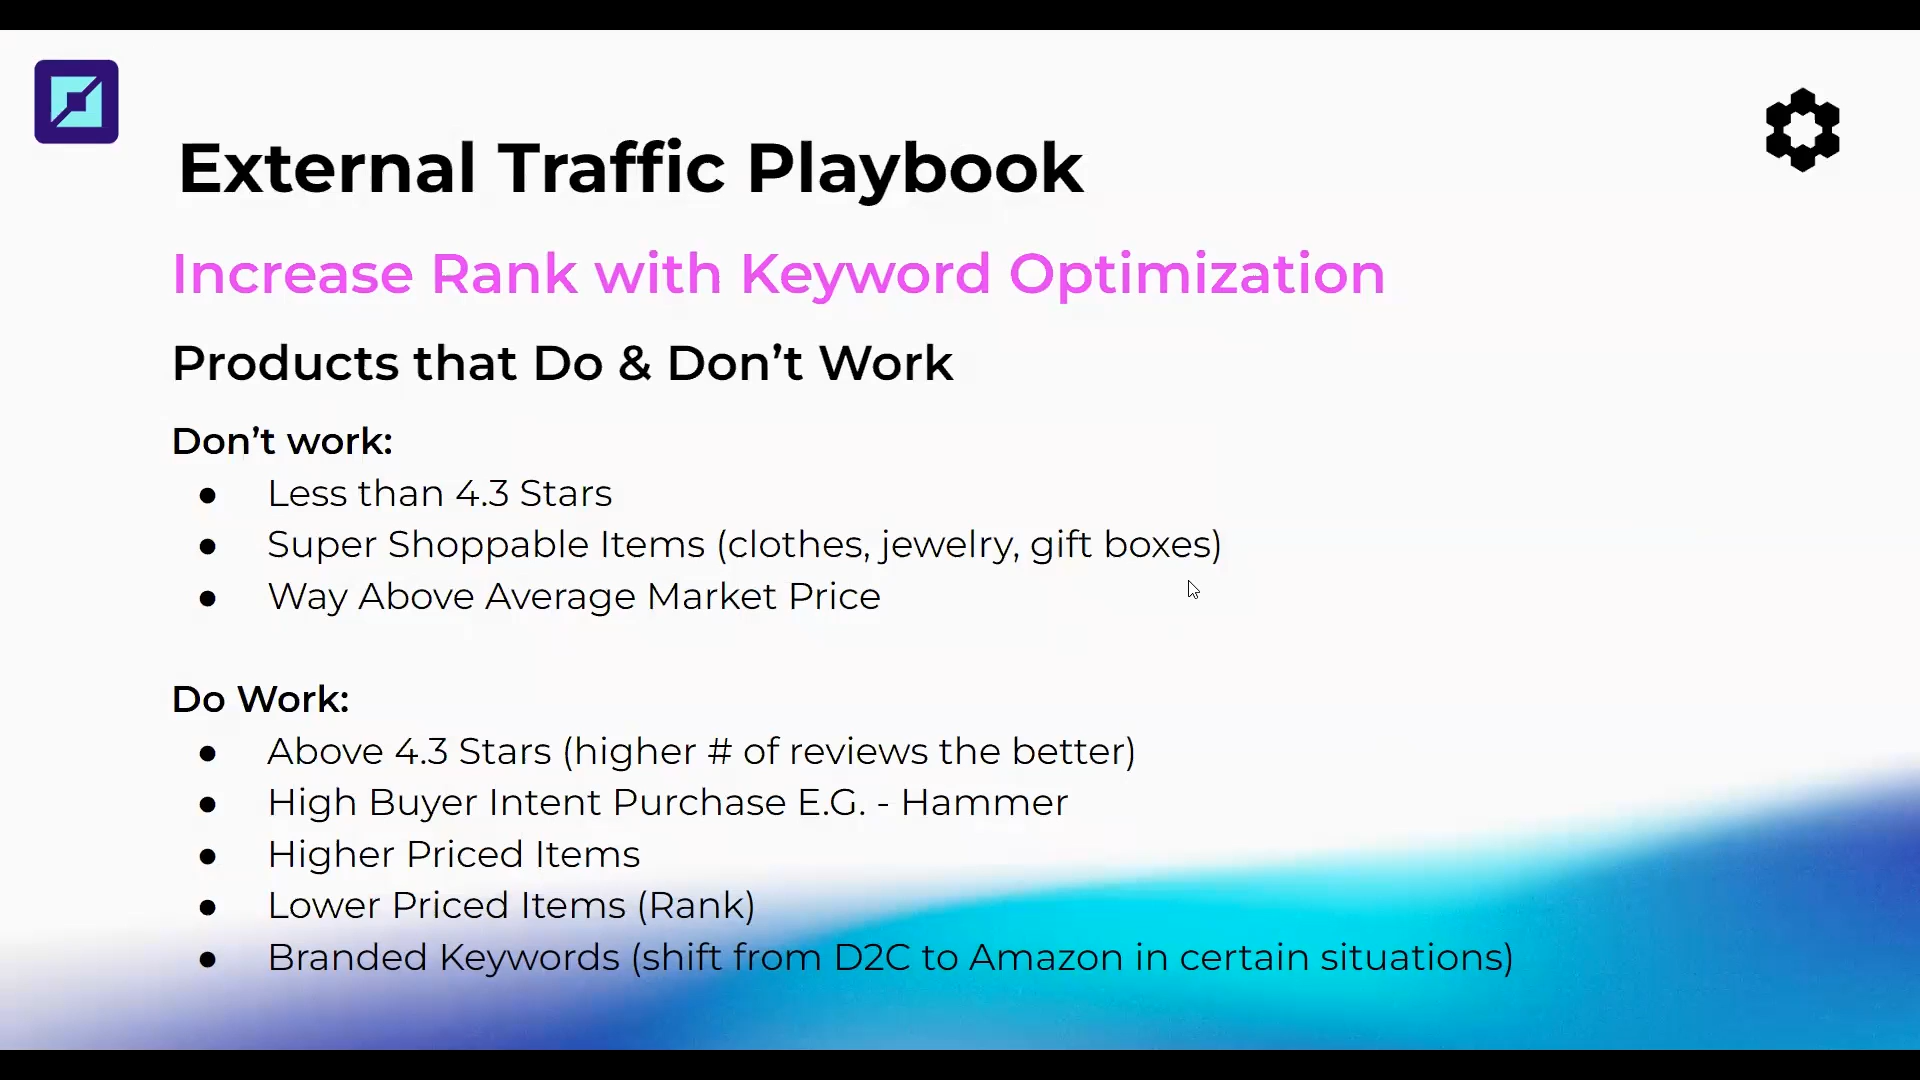 External Traffic Playbook
Increase Rank with Keyword Optimization
Products that Do & Don’t Work
Don’t work:
● Less than 4.3 Stars
● Super Shoppable Items (clothes, jewelry, gift boxes)
● Way Above Average Market Price
Do Work:
● Above 4.3 Stars (higher # of reviews the better)
● High Buyer Intent Purchase E.G. - Hammer
● Higher Priced Items
● Lower Priced Items (Rank)
● Branded Keywords (shift from D2C to Amazon in certain situations)